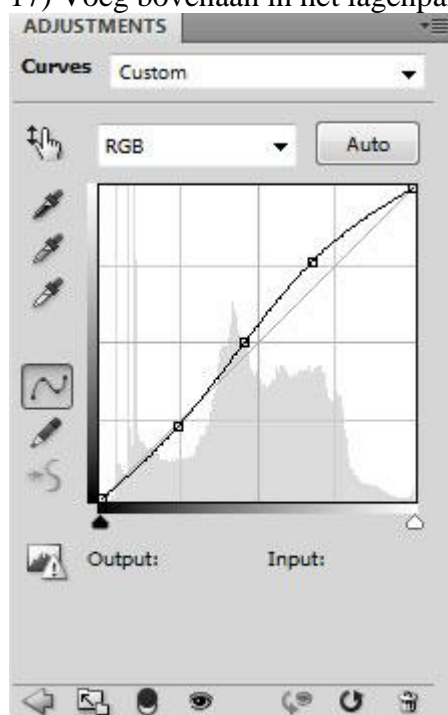 17) Voeg bovenaan in het lagenpa
ADJUSTMENTS
Curves Custom
RGB Auto
Output: Input: